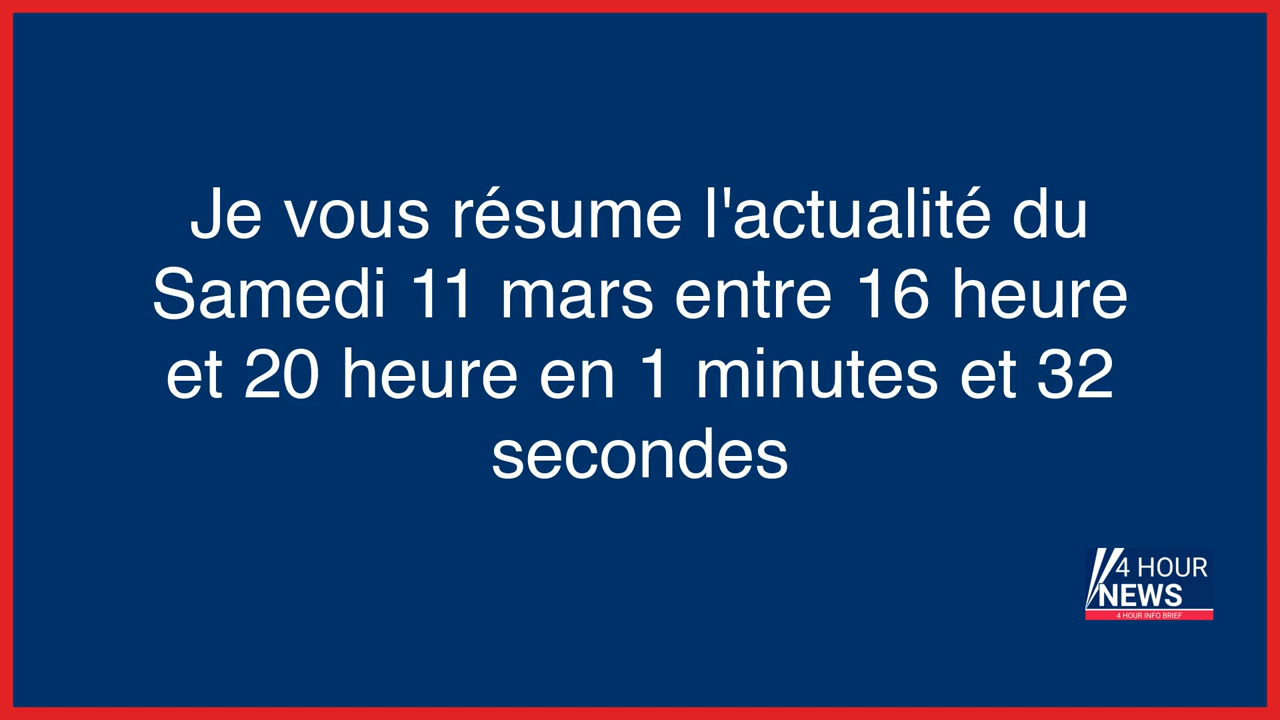 Je vous résume l'actualité du
Samedi 11 mars entre 16 heure
et 20 heure en 1 minutes et 32
secondes
4 HOUR
NEWS
4 HOUR INFO BRIEF